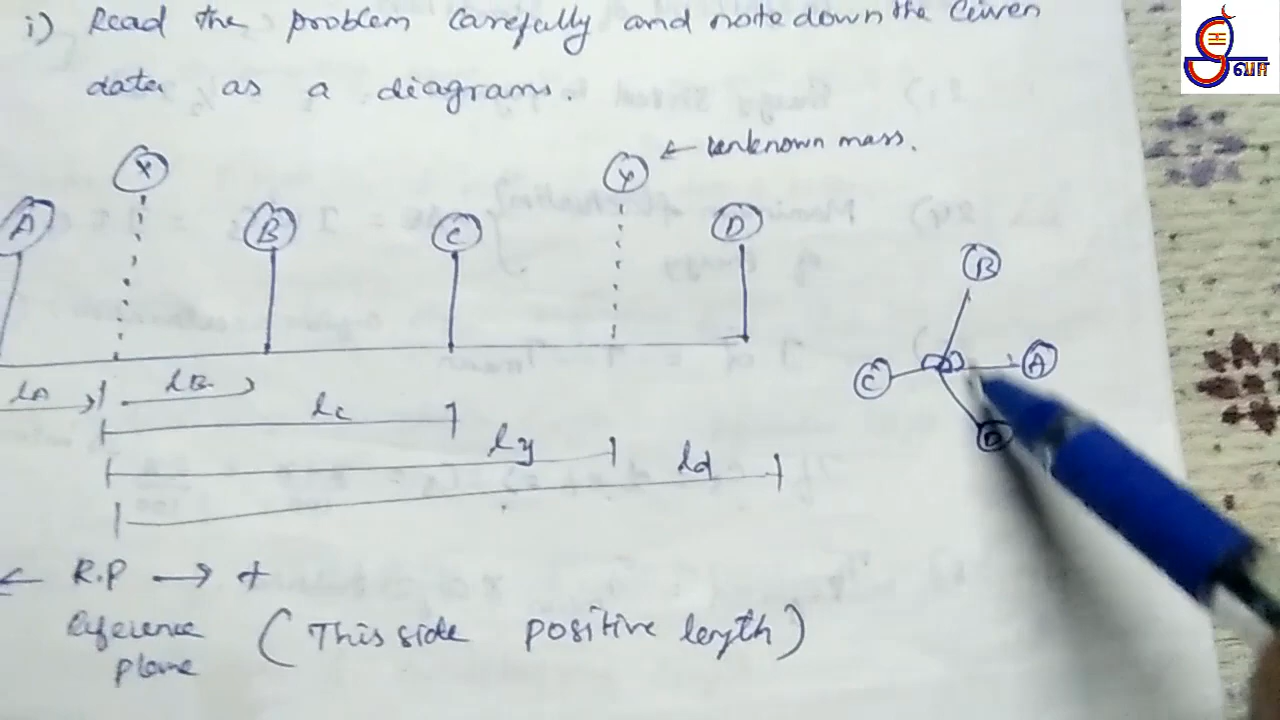 i) Read the problem carefully and note down the Given
data as a diagrams.
X
Y ← unknown mass.
A B C D
B
C A
D
lA lB
lc
ly
ld
← R.P → +
Reference (This side positive length)
plane